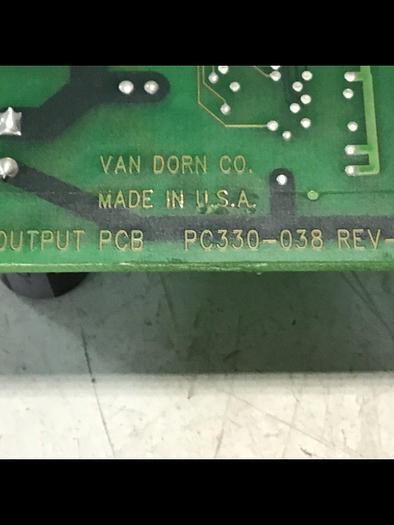 VAN DORN CO.
MADE IN U.S.A.
OUTPUT PCB PC330-038 REV-